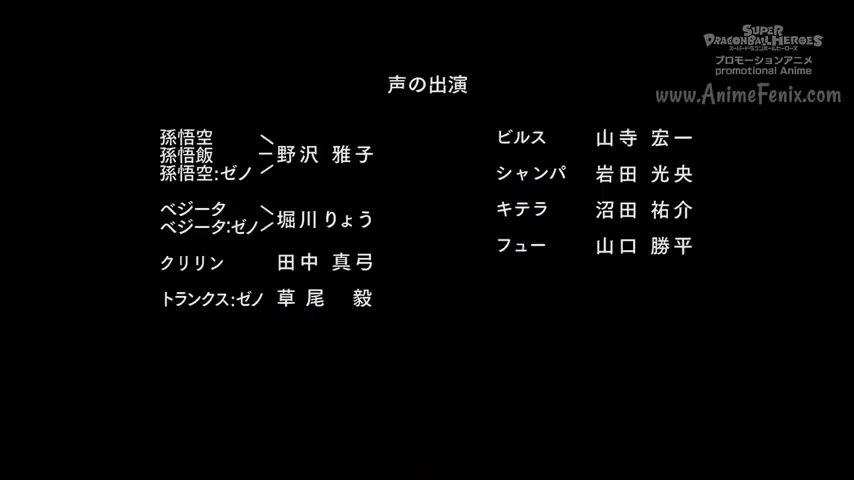 SUPER
DRAGONBALL HEROES
スーパードラゴンボールヒーローズ
プロモーションアニメ
promotional Anime
www.AnimeFenix.com
声の出演
孫悟空
孫悟飯
孫悟空:ゼノ
野沢 雅子
ベジータ
ベジータ:ゼノ
堀川りょう
クリリン 田中 真弓
トランクス:ゼノ 草尾 毅
ビルス 山寺 宏一
シャンパ 岩田 光央
キテラ 沼田 祐介
フュー 山口 勝平